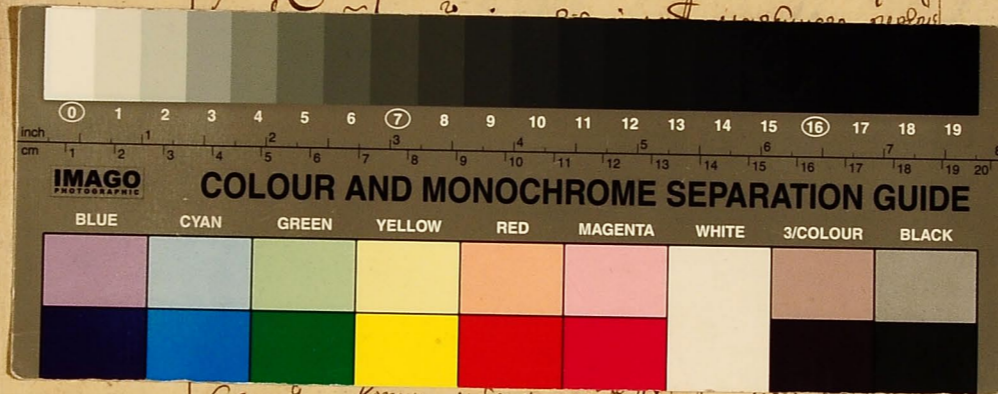 0 1 2 3 4 5 6 7 8 9 10 11 12 13 14 15 16 17 18 19
inch 1 2 3 4 5 6 7
cm 1 2 3 4 5 6 7 8 9 10 11 12 13 14 15 16 17 18 19 20
IMAGO
PHOTOGRAPHIC
COLOUR AND MONOCHROME SEPARATION GUIDE
BLUE CYAN GREEN YELLOW RED MAGENTA WHITE 3/COLOUR BLACK